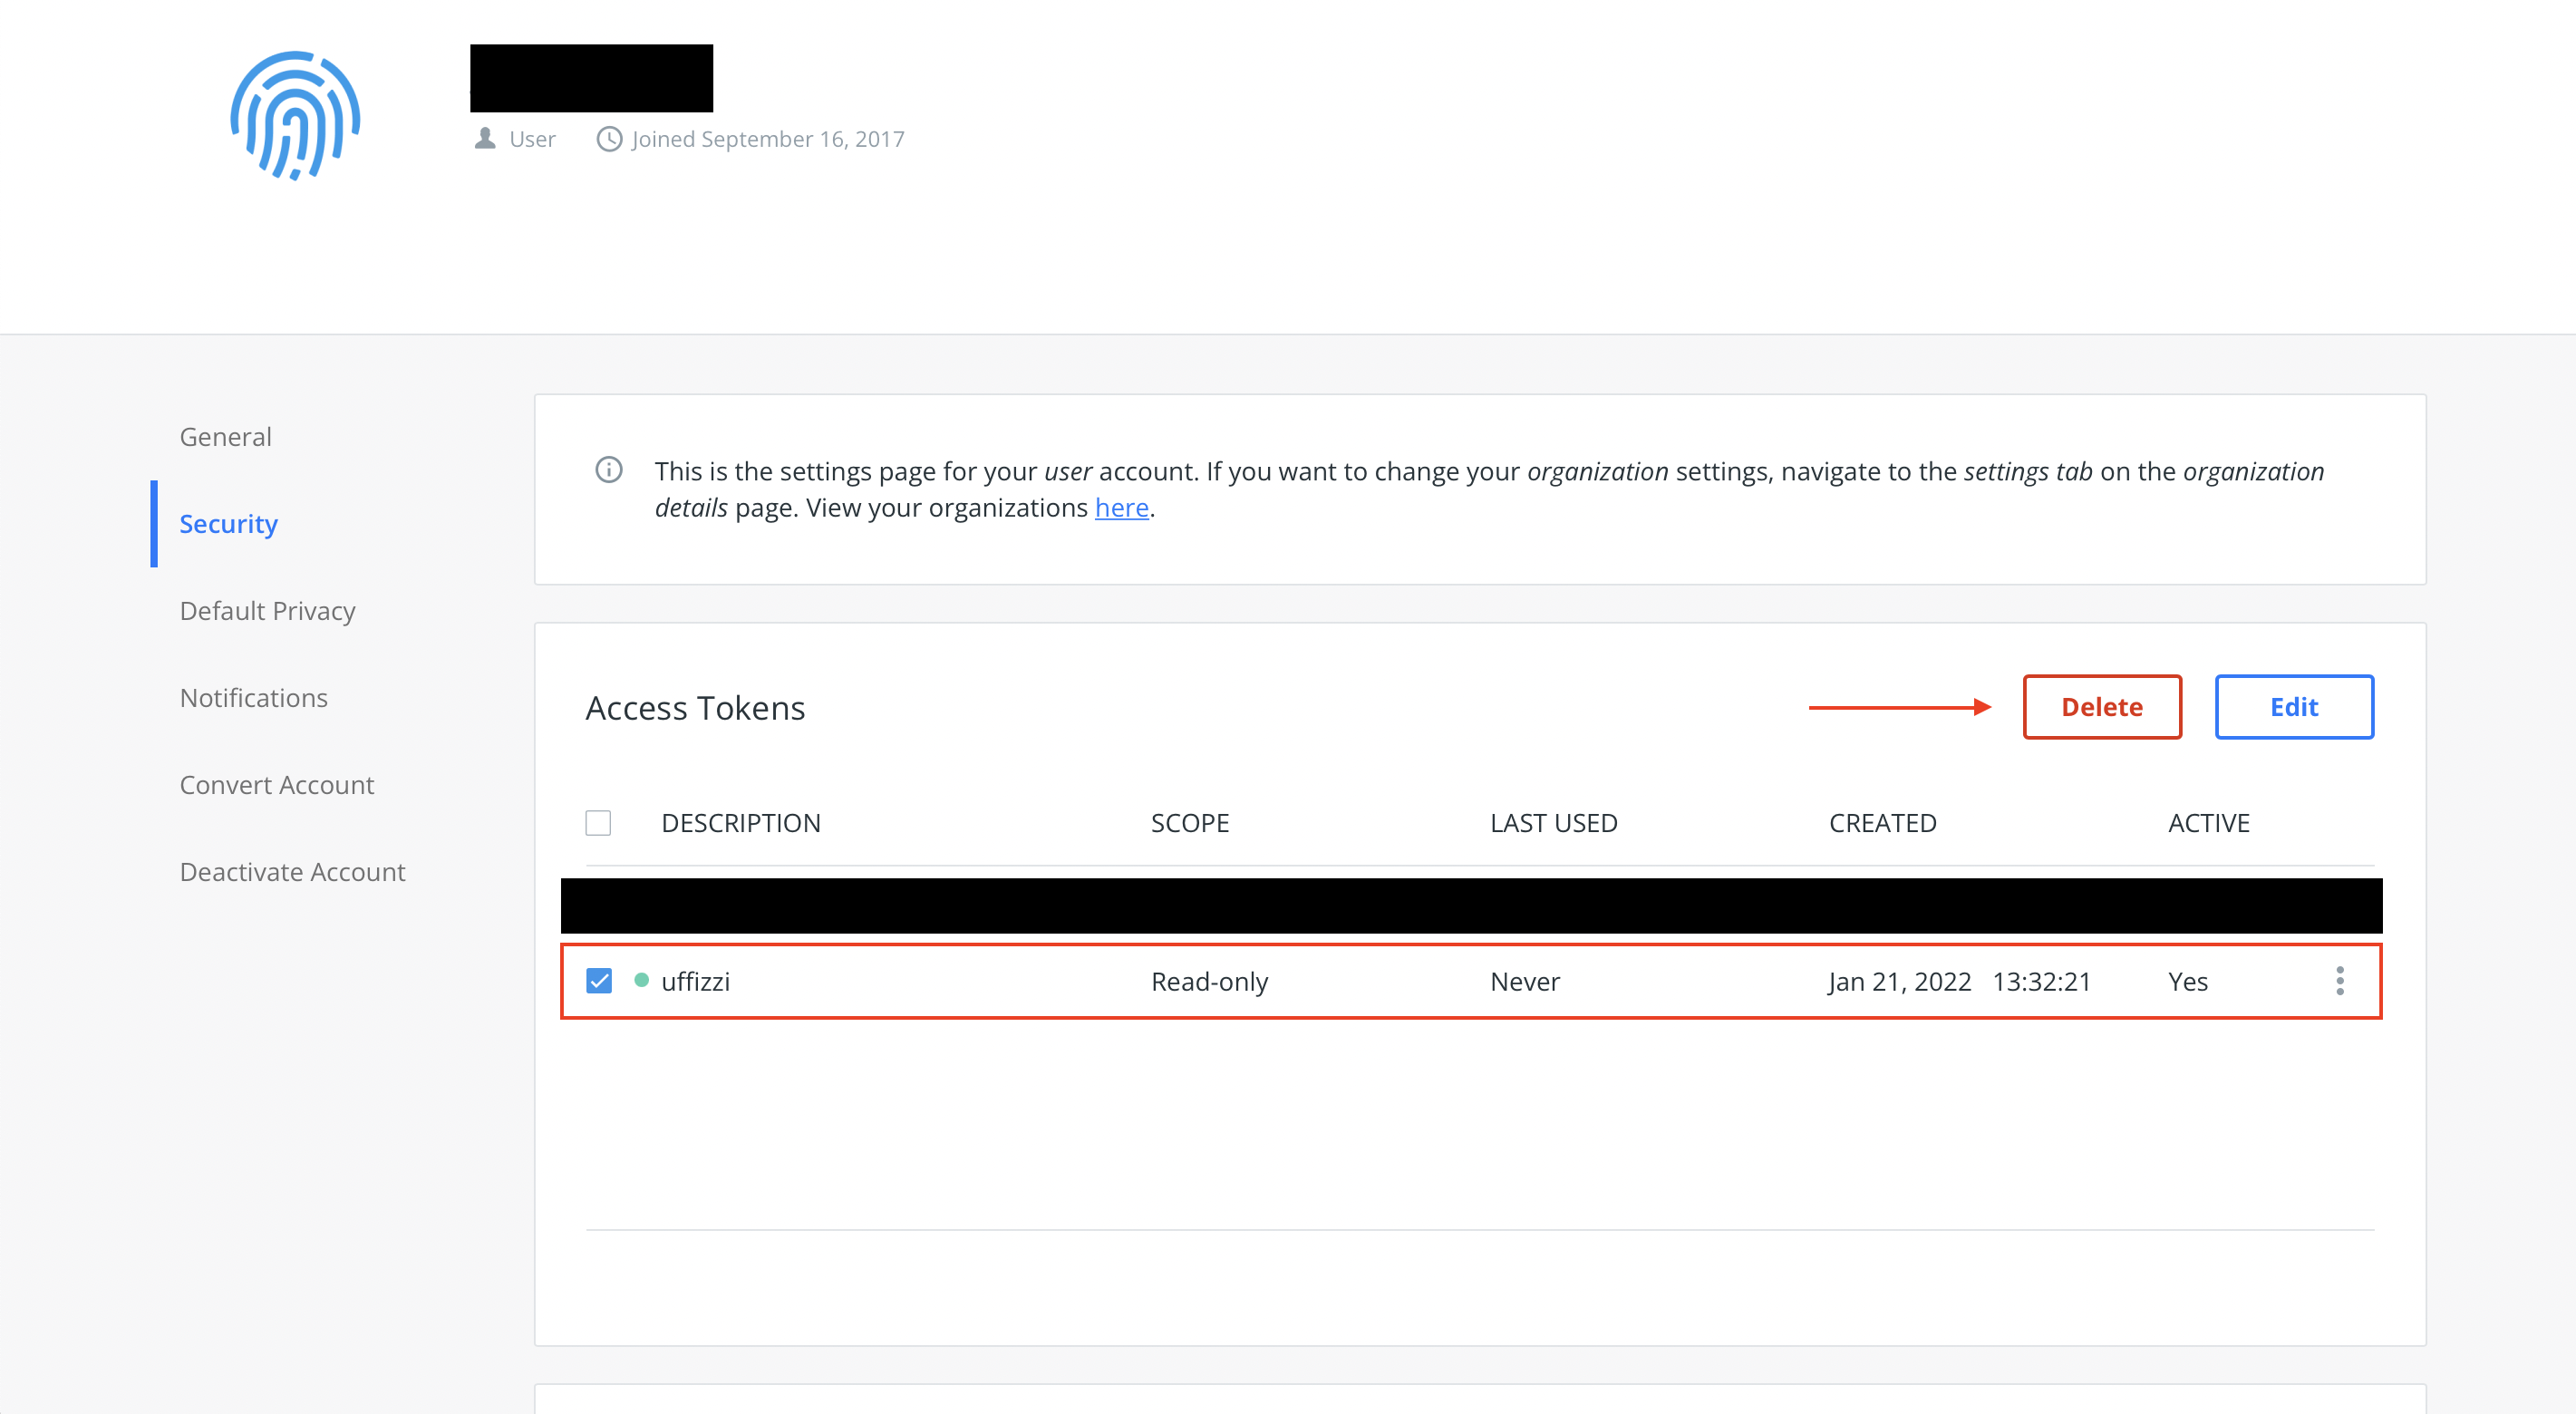 User Joined September 16, 2017
General
Security
Default Privacy
Notifications
Convert Account
Deactivate Account
This is the settings page for your user account. If you want to change your organization settings, navigate to the settings tab on the organization
details page. View your organizations here.
Access Tokens
Delete Edit
DESCRIPTION SCOPE LAST USED CREATED ACTIVE
uffizzi Read-only Never Jan 21, 2022 13:32:21 Yes